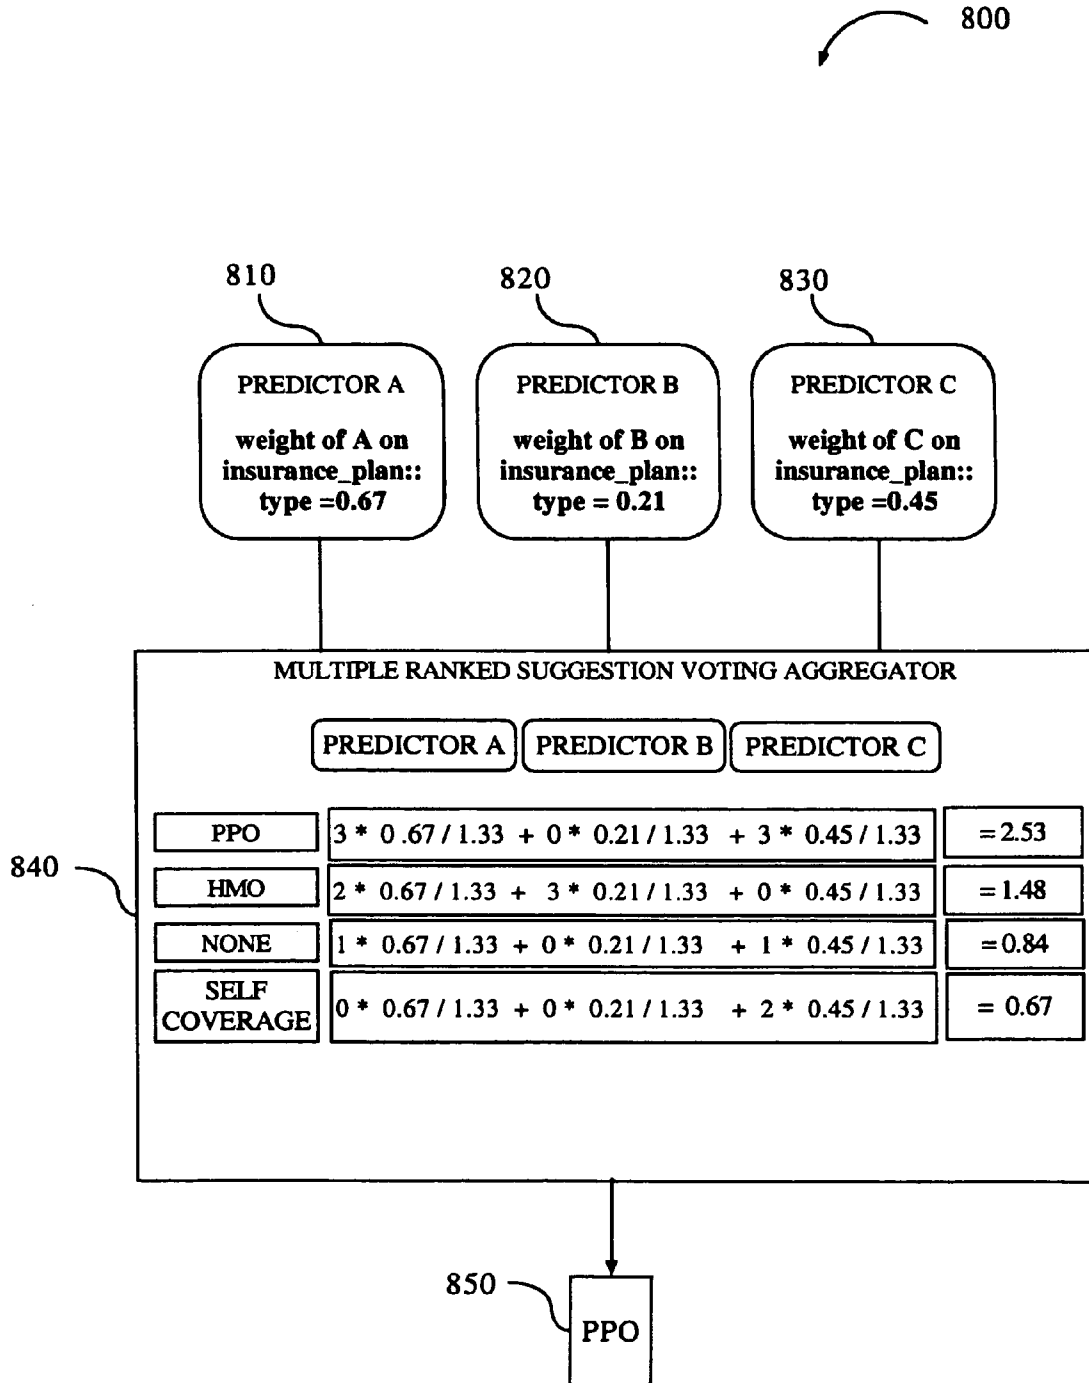 800
810
820
830
PREDICTOR A
weight of A on
insurance_plan::
type =0.67
PREDICTOR B
weight of B on
insurance_plan::
type = 0.21
PREDICTOR C
weight of C on
insurance_plan::
type =0.45
MULTIPLE RANKED SUGGESTION VOTING AGGREGATOR
PREDICTOR A PREDICTOR B PREDICTOR C
840
PPO 3 * 0.67 / 1.33 + 0 * 0.21 / 1.33 + 3 * 0.45 / 1.33 = 2.53
HMO 2 * 0.67 / 1.33 + 3 * 0.21 / 1.33 + 0 * 0.45 / 1.33 = 1.48
NONE 1 * 0.67 / 1.33 + 0 * 0.21 / 1.33 + 1 * 0.45 / 1.33 =0.84
SELF
COVERAGE 0 * 0.67 / 1.33 + 0 * 0.21 / 1.33 + 2 * 0.45 / 1.33 = 0.67
850
PPO